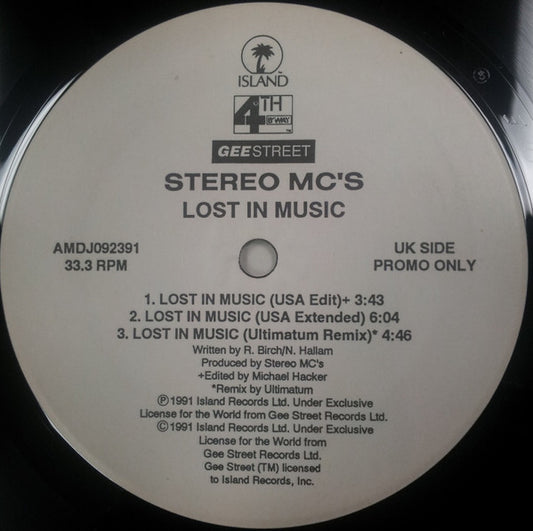 ISLAND
4TH
B'WAY
GEESTREET
STEREO MC'S
LOST IN MUSIC
AMDJ092391
33.3 RPM
UK SIDE
PROMO ONLY
1. LOST IN MUSIC (USA Edit)+ 3:43
2. LOST IN MUSIC (USA Extended) 6:04
3. LOST IN MUSIC (Ultimatum Remix)* 4:46
Written by R. Birch/N. Hallam
Produced by Stereo MC's
+Edited by Michael Hacker
*Remix by Ultimatum
Ⓟ1991 Island Records Ltd. Under Exclusive
License for the World from Gee Street Records Ltd.
©1991 Island Records Ltd. Under Exclusive
License for the World from
Gee Street Records Ltd.
Gee Street (TM) licensed
to Island Records, Inc.